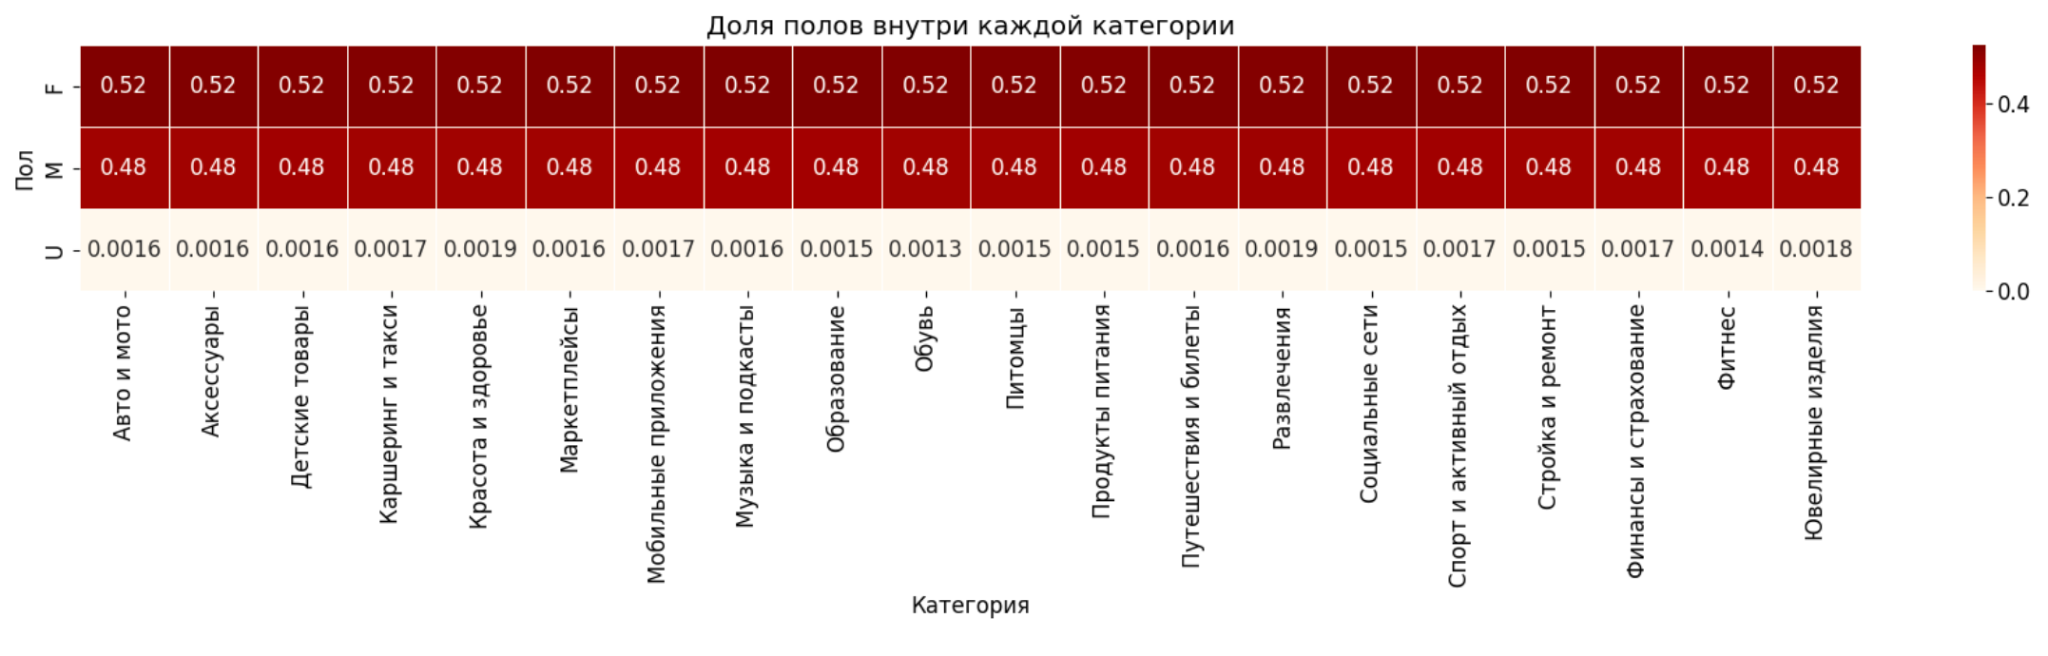 Доля полов внутри каждой категории
F 0.52 0.52 0.52 0.52 0.52 0.52 0.52 0.52 0.52 0.52 0.52 0.52 0.52 0.52 0.52 0.52 0.52 0.52 0.52 0.52
M 0.48 0.48 0.48 0.48 0.48 0.48 0.48 0.48 0.48 0.48 0.48 0.48 0.48 0.48 0.48 0.48 0.48 0.48 0.48 0.48
U 0.0016 0.0016 0.0016 0.0017 0.0019 0.0016 0.0017 0.0016 0.0015 0.0013 0.0015 0.0015 0.0016 0.0019 0.0015 0.0017 0.0015 0.0017 0.0014 0.0018
Пол
Авто и мото
Аксессуары
Детские товары
Каршеринг и такси
Красота и здоровье
Маркетплейсы
Мобильные приложения
Музыка и подкасты
Образование
Обувь
Питомцы
Продукты питания
Путешествия и билеты
Развлечения
Социальные сети
Спорт и активный отдых
Стройка и ремонт
Финансы и страхование
Фитнес
Ювелирные изделия
Категория
0.4
0.2
0.0